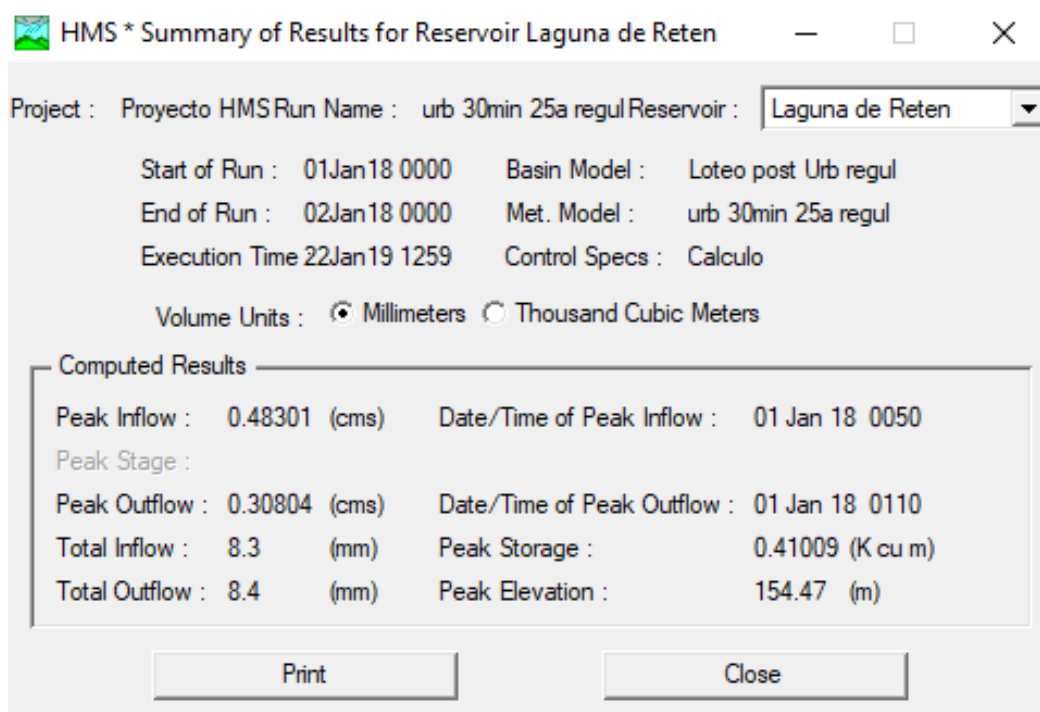 HMS * Summary of Results for Reservoir Laguna de Reten
Project : Proyecto HMS Run Name : urb 30min 25a regul Reservoir : Laguna de Reten
Start of Run : 01Jan18 0000 Basin Model : Loteo post Urb regul
End of Run : 02Jan18 0000 Met. Model : urb 30min 25a regul
Execution Time 22Jan19 1259 Control Specs : Calculo
Volume Units : Millimeters Thousand Cubic Meters
Computed Results
Peak Inflow : 0.48301 (cms) Date/Time of Peak Inflow : 01 Jan 18 0050
Peak Stage :
Peak Outflow : 0.30804 (cms) Date/Time of Peak Outflow : 01 Jan 18 0110
Total Inflow : 8.3 (mm) Peak Storage : 0.41009 (K cu m)
Total Outflow : 8.4 (mm) Peak Elevation : 154.47 (m)
Print Close